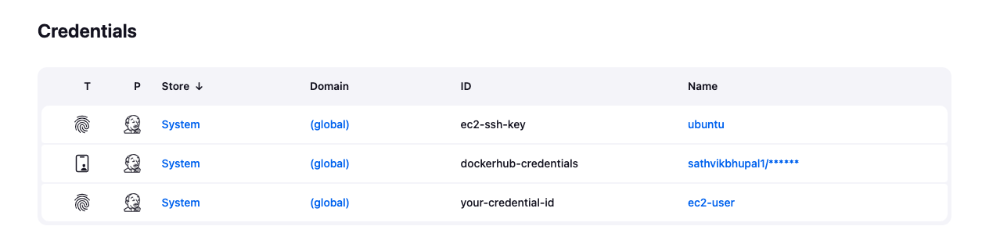 Credentials
T P Store ↓ Domain ID Name
System (global) ec2-ssh-key ubuntu
System (global) dockerhub-credentials sathvikbhupal1/******
System (global) your-credential-id ec2-user